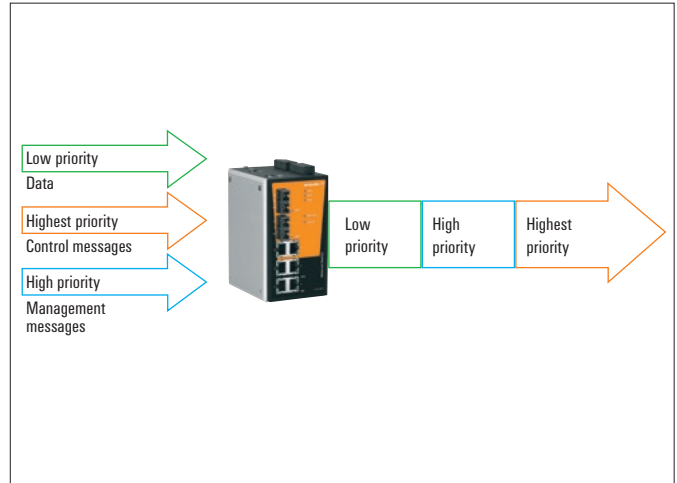 Low priority
Data
Highest priority
Control messages
High priority
Management
messages
Low
priority
High
priority
Highest
priority